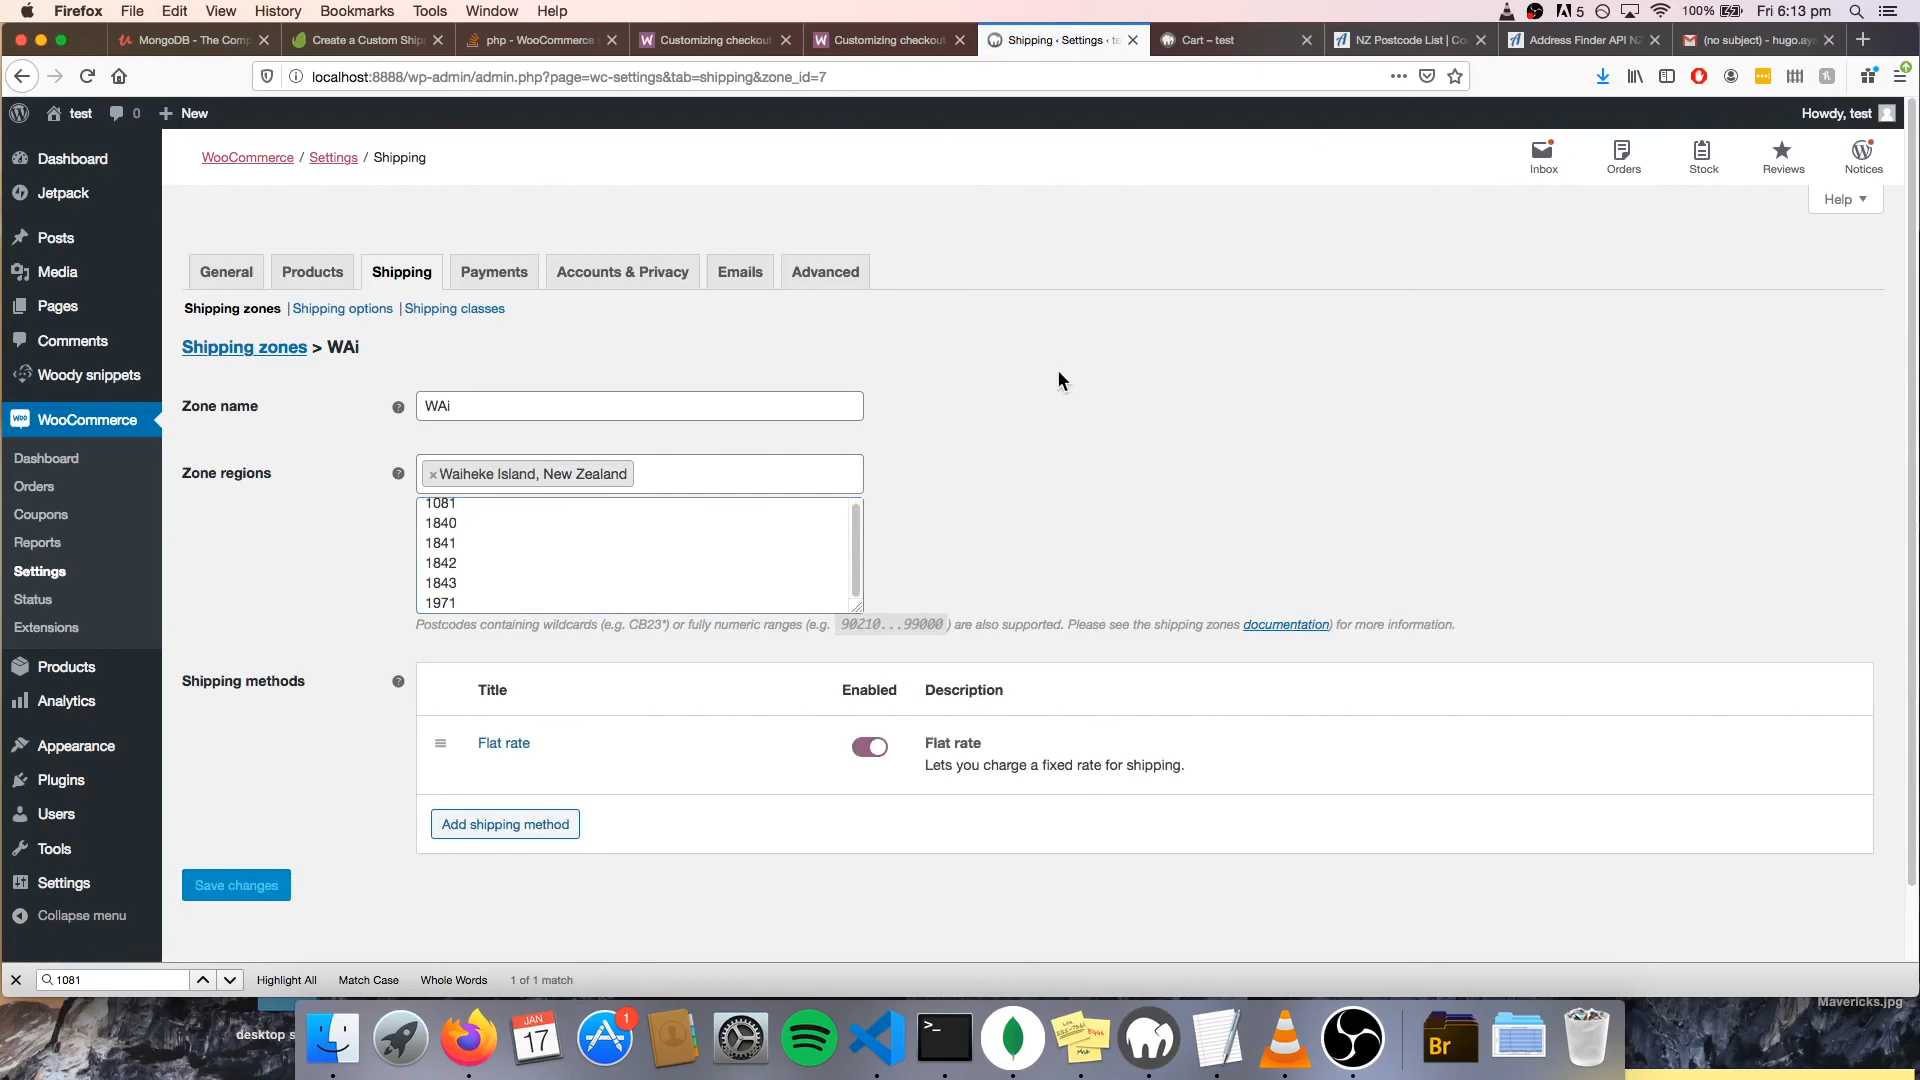 Firefox File Edit View History Bookmarks Tools Window Help 5 100% Fri 6:13 pm
MongoDB - The Comp Create a Custom Ship php - WooCommerce s Customizing checkout Customizing checkout Shipping ‹ Settings ‹ te Cart – test NZ Postcode List | Co Address Finder API NZ (no subject) - hugo.ay
localhost:8888/wp-admin/admin.php?page=wc-settings&tab=shipping&zone_id=7
test 0 New Howdy, test
WooCommerce / Settings / Shipping
Inbox Orders Stock Reviews Notices
Help
Dashboard
Jetpack
Posts
Media
Pages
Comments
Woody snippets
WooCommerce
Dashboard
Orders
Coupons
Reports
Settings
Status
Extensions
Products
Analytics
Appearance
Plugins
Users
Tools
Settings
Collapse menu
General Products Shipping Payments Accounts & Privacy Emails Advanced
Shipping zones | Shipping options | Shipping classes
Shipping zones > WAi
Zone name ? WAi
Zone regions ? ×Waiheke Island, New Zealand
1081
1840
1841
1842
1843
1971
Postcodes containing wildcards (e.g. CB23*) or fully numeric ranges (e.g. 90210...99000) are also supported. Please see the shipping zones documentation) for more information.
Shipping methods ? Title Enabled Description
Flat rate Flat rate
Lets you charge a fixed rate for shipping.
Add shipping method
Save changes
1081 Highlight All Match Case Whole Words 1 of 1 match
Mavericks.jpg
desktop s
JAN
17
1
Br